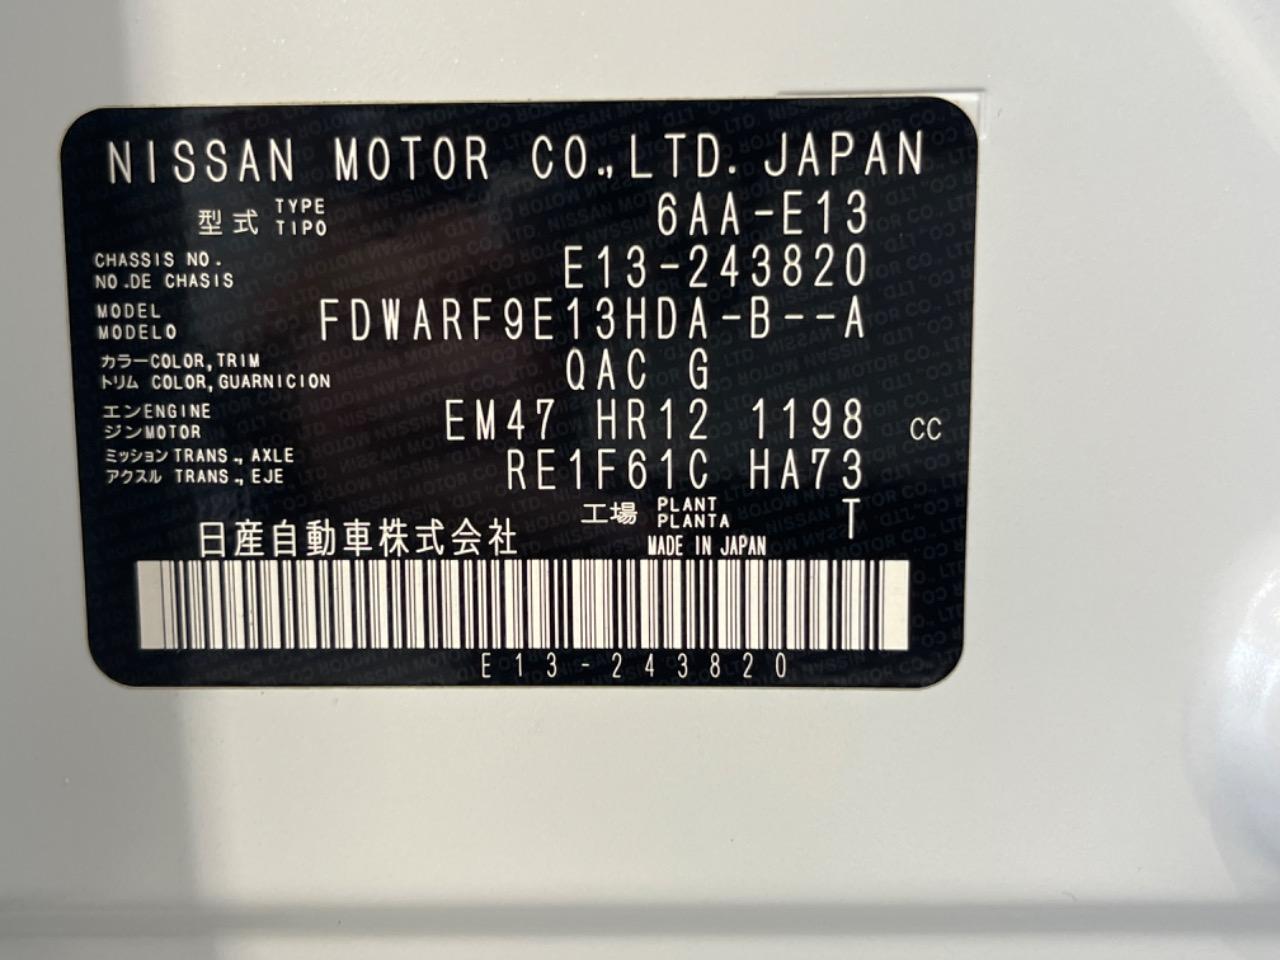 NISSAN MOTOR CO.,LTD. JAPAN
型式 TYPE TIPO 6AA-E13
CHASSIS NO. NO.DE CHASIS E13-243820
MODEL MODELO FDWARF9E13HDA-B--A
カラーCOLOR,TRIM QAC G
トリム COLOR,GUARNICION
エンENGINE EM47 HR12 1198 CC
ジンMOTOR
ミッションTRANS.,AXLE RE1F61C HA73
アクスル TRANS.,EJE
工場 PLANT PLANTA T
日産自動車株式会社 MADE IN JAPAN
E13-243820